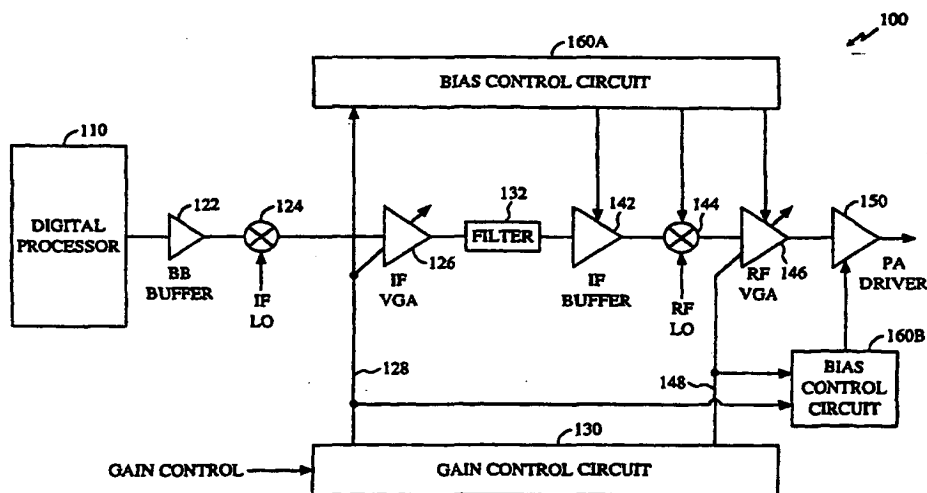 100
160A
BIAS CONTROL CIRCUIT
110
DIGITAL
PROCESSOR
122
BB
BUFFER
124
IF
LO
126
IF
VGA
132
FILTER
142
IF
BUFFER
144
RF
LO
146
RF
VGA
150
PA
DRIVER
160B
BIAS
CONTROL
CIRCUIT
128
148
130
GAIN CONTROL
GAIN CONTROL CIRCUIT